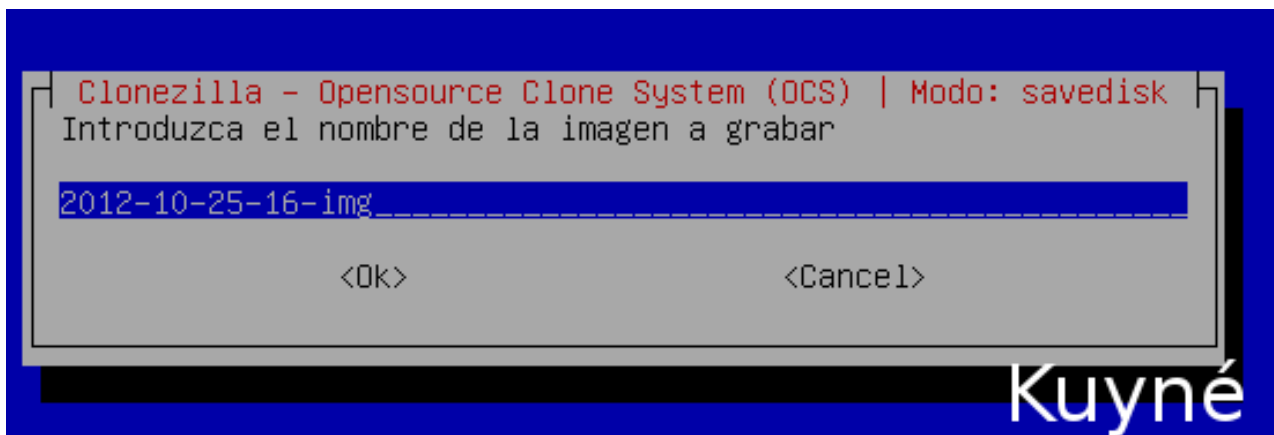 Clonezilla - Opensource Clone System (OCS) | Modo: savedisk
Introduzca el nombre de la imagen a grabar
2012-10-25-16-img
<Ok> <Cancel>
Kuyné